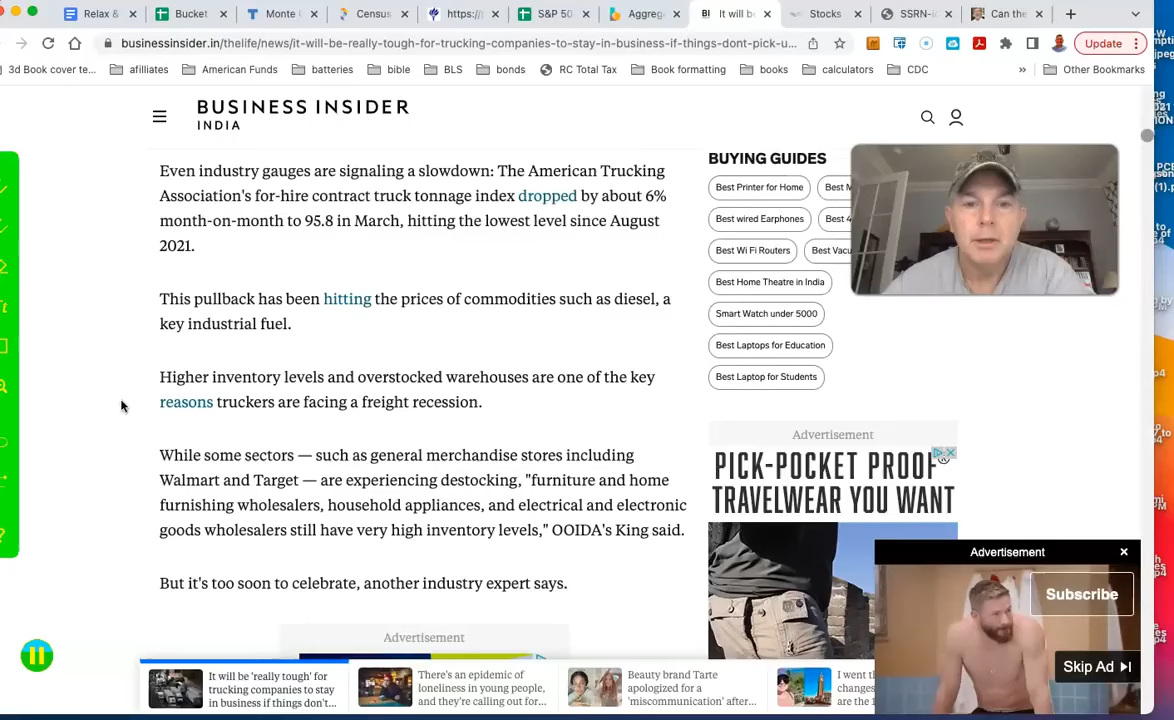 Relax &
Bucket
Monte
Census
https://
S&P 50
Aggreg
It will be
Stocks
SSRN-i
Can the
businessinsider.in/thelife/news/it-will-be-really-tough-for-trucking-companies-to-stay-in-business-if-things-dont-pick-u...
Update
3d Book cover te...
afilliates
American Funds
batteries
bible
BLS
bonds
RC Total Tax
Book formatting
books
calculators
CDC
»
Other Bookmarks
BUSINESS INSIDER
INDIA
Even industry gauges are signaling a slowdown: The American Trucking
Association's for-hire contract truck tonnage index dropped by about 6%
month-on-month to 95.8 in March, hitting the lowest level since August
2021.
This pullback has been hitting the prices of commodities such as diesel, a
key industrial fuel.
Higher inventory levels and overstocked warehouses are one of the key
reasons truckers are facing a freight recession.
While some sectors — such as general merchandise stores including
Walmart and Target — are experiencing destocking, "furniture and home
furnishing wholesalers, household appliances, and electrical and electronic
goods wholesalers still have very high inventory levels," OOIDA's King said.
But it's too soon to celebrate, another industry expert says.
Advertisement
BUYING GUIDES
Best Printer for Home
Best wired Earphones
Best 4
Best Wi Fi Routers
Best Vacu
Best Home Theatre in India
Smart Watch under 5000
Best Laptops for Education
Best Laptop for Students
Advertisement
PICK-POCKET PROOF
TRAVELWEAR YOU WANT
Advertisement
Subscribe
Skip Ad
It will be 'really tough' for
trucking companies to stay
in business if things don't...
There's an epidemic of
loneliness in young people,
and they're calling out for...
Beauty brand Tarte
apologized for a
'miscommunication' after...
I went t
changes
are the